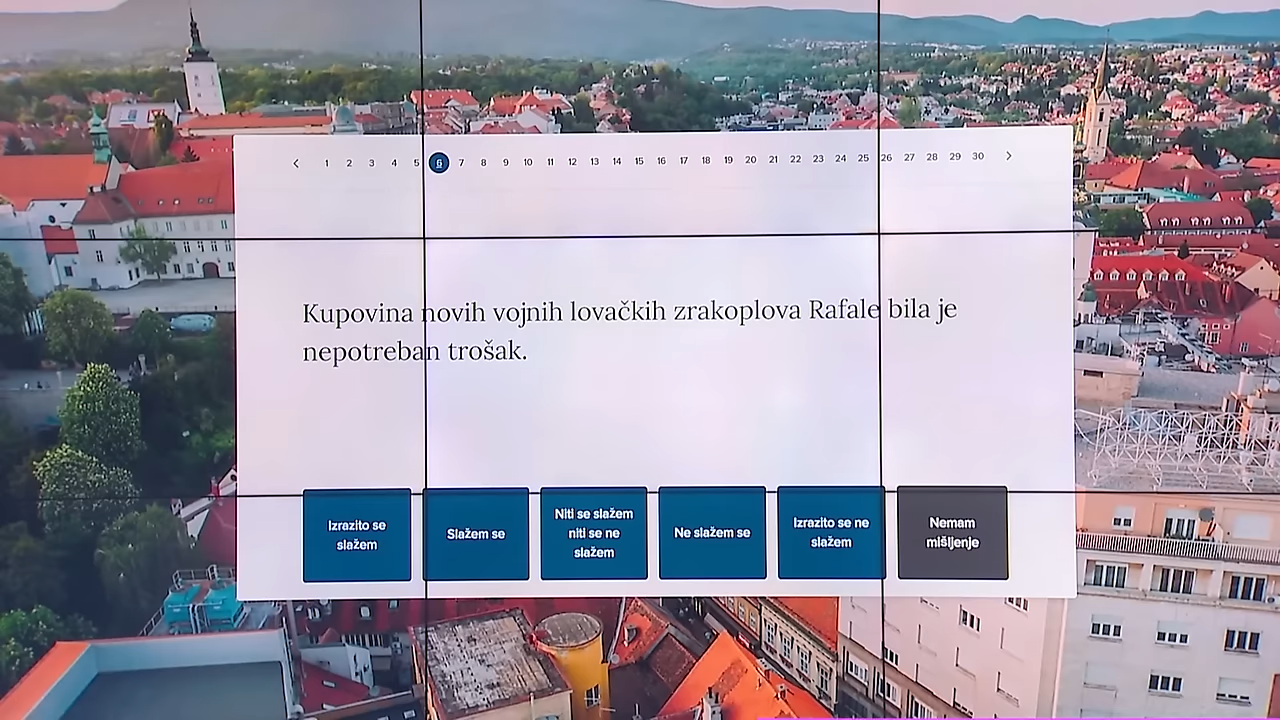 1 2 3 4 5 6 7 8 9 10 11 12 13 14 15 16 17 18 19 20 21 22 23 24 25 26 27 28 29 30
Kupovina novih vojnih lovačkih zrakoplova Rafale bila je
nepotreban trošak.
Izrazito se
slažem
Slažem se
Niti se slažem
niti se ne
slažem
Ne slažem se
Izrazito se ne
slažem
Nemam
mišljenje